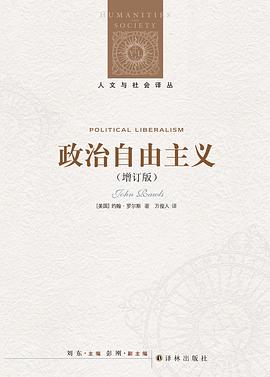 HUMANITIES
AND
SOCIETY
人文与社会译丛
POLITICAL LIBERALISM
政治自由主义
（增订版）
John Rawls
[美国] 约翰·罗尔斯 著 万俊人 译
刘东·主编 彭刚·副主编
译林出版社